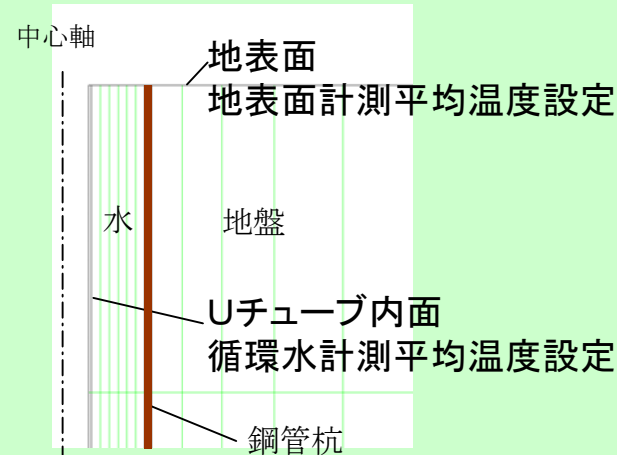 中心軸
地表面
地表面計測平均温度設定
水
地盤
Uチューブ内面
循環水計測平均温度設定
鋼管杭